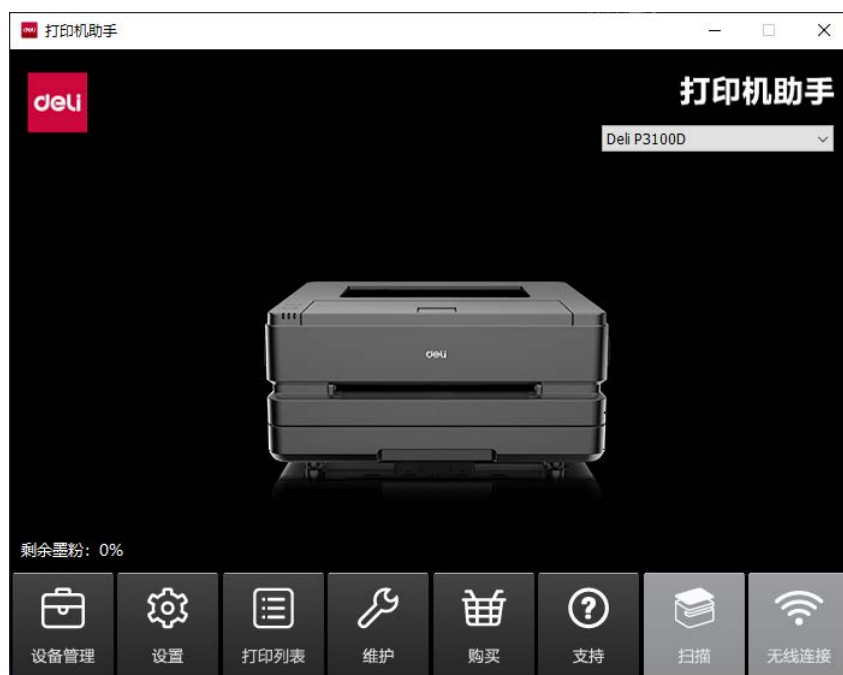 deli 打印机助手
deli
打印机助手
Deli P3100D
deli
剩余墨粉：0%
设备管理
设置
打印列表
维护
购买
支持
扫描
无线连接